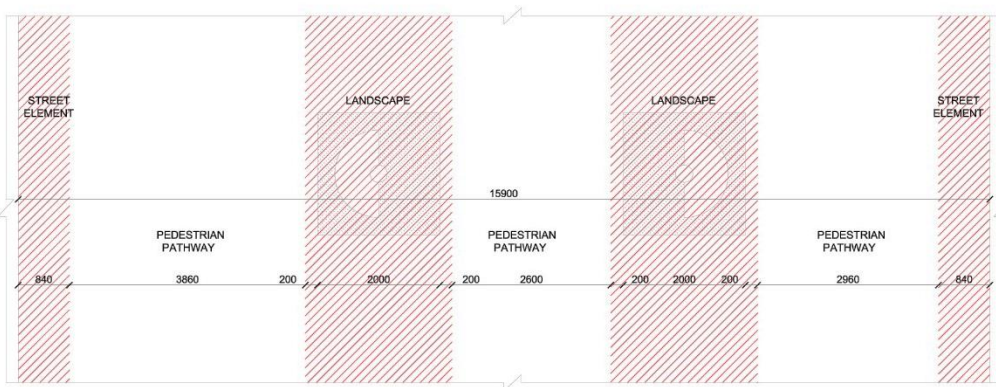 STREET
ELEMENT
LANDSCAPE
LANDSCAPE
STREET
ELEMENT
15900
PEDESTRIAN
PATHWAY
PEDESTRIAN
PATHWAY
PEDESTRIAN
PATHWAY
840 3860 200 2000 200 2600 200 2000 200 2960 840